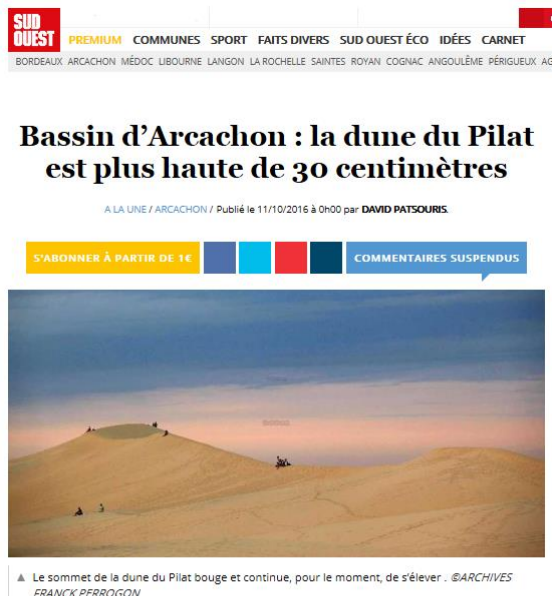 SUD
OUEST
PREMIUM COMMUNES SPORT FAITS DIVERS SUD OUEST ÉCO IDÉES CARNET
BORDEAUX ARCACHON MÉDOC LIBOURNE LANGON LA ROCHELLE SAINTES ROYAN COGNAC ANGOULÊME PÉRIGUEUX AG
Bassin d’Arcachon : la dune du Pilat
est plus haute de 30 centimètres
A LA UNE / ARCACHON / Publié le 11/10/2016 à 0h00 par DAVID PATSOURIS.
S'ABONNER À PARTIR DE 1€ COMMENTAIRES SUSPENDUS
▲ Le sommet de la dune du Pilat bouge et continue, pour le moment, de s'élever . ©ARCHIVES
FRANCK PERROGON